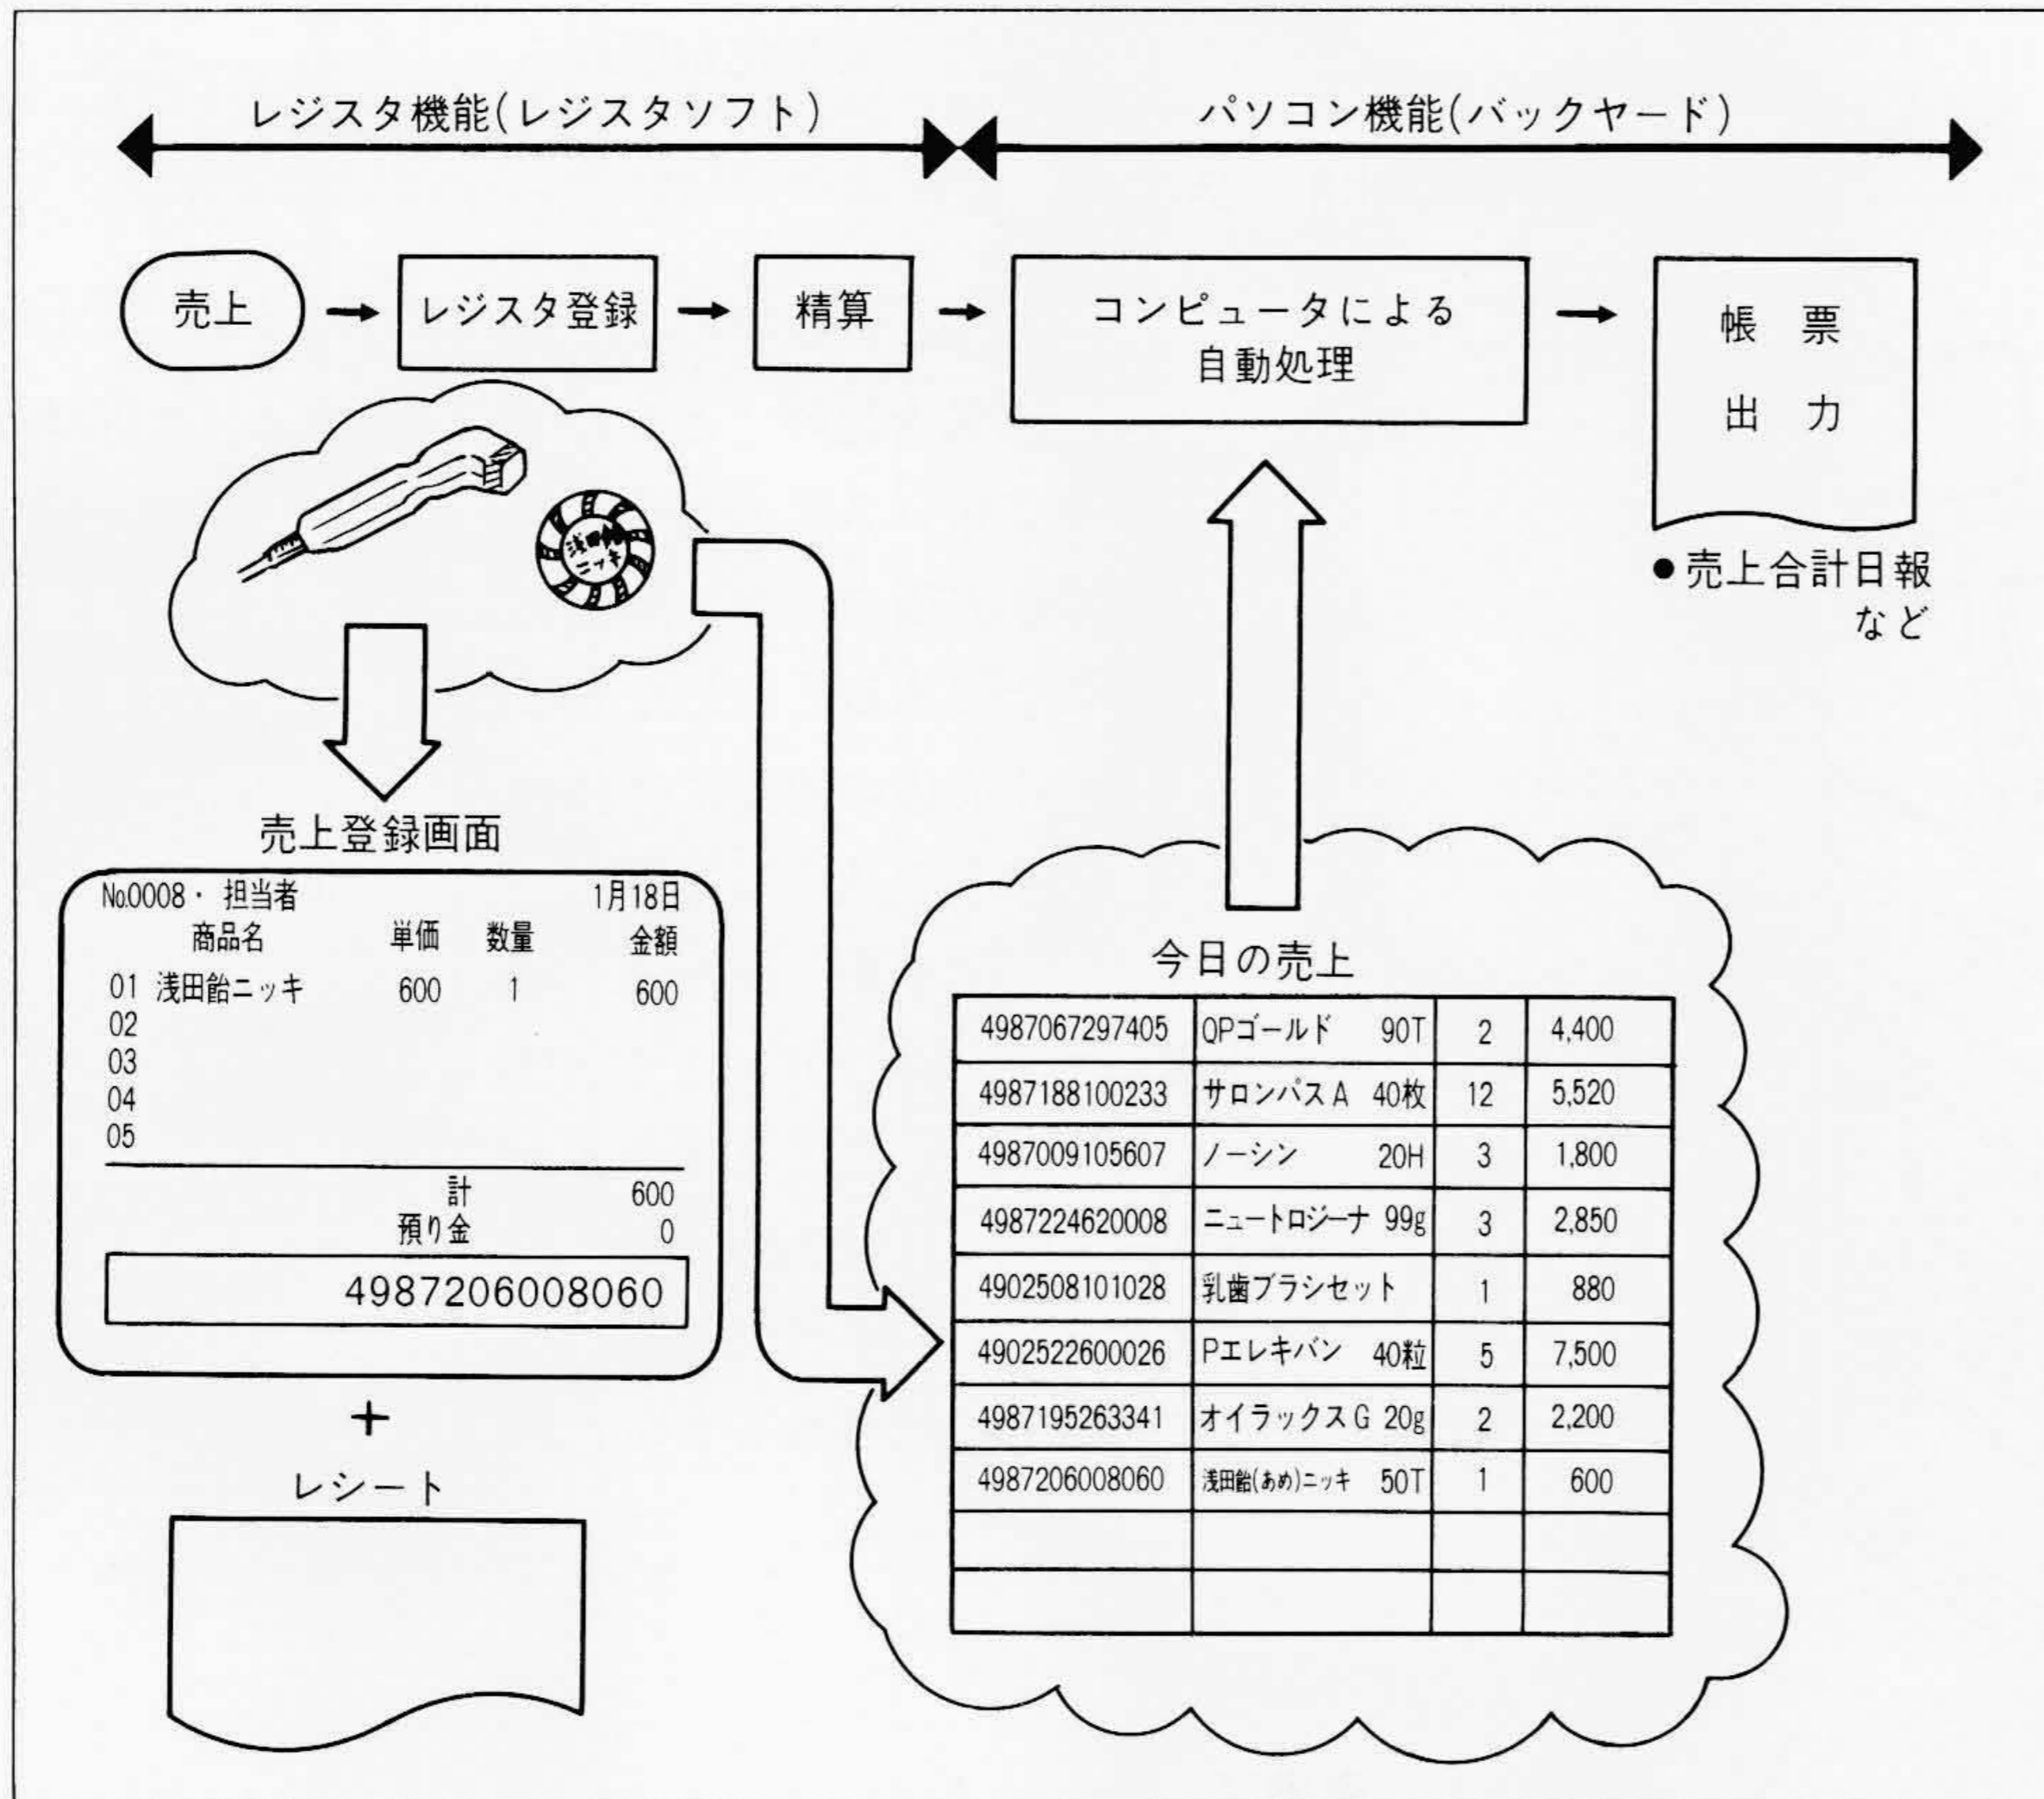 レジスタ機能(レジスタソフト)
パソコン機能(バックヤード)
売上
レジスタ登録
精算
コンピュータによる
自動処理
帳 票
出 力
●売上合計日報
など
浅田飴
ニッキ
売上登録画面
№0008・ 担当者 1月18日
商品名 単価 数量 金額
01 浅田飴ニッキ 600 1 600
02
03
04
05
計 600
預り金 0
4987206008060
+
レシート
今日の売上
4987067297405 QPゴールド 90T 2 4,400
4987188100233 サロンパスA 40枚 12 5,520
4987009105607 ノーシン 20H 3 1,800
4987224620008 ニュートロジーナ 99g 3 2,850
4902508101028 乳歯ブラシセット 1 880
4902522600026 Pエレキバン 40粒 5 7,500
4987195263341 オイラックスG 20g 2 2,200
4987206008060 浅田飴(あめ)ニッキ 50T 1 600